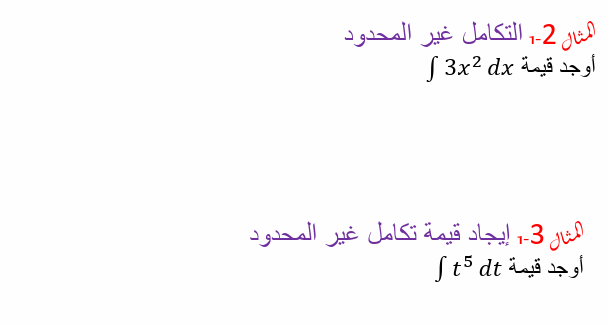 المثال 2-1 التكامل غير المحدود
أوجد قيمة ∫ 3x² dx
المثال 3-1 إيجاد قيمة تكامل غير المحدود
أوجد قيمة ∫ t⁵ dt